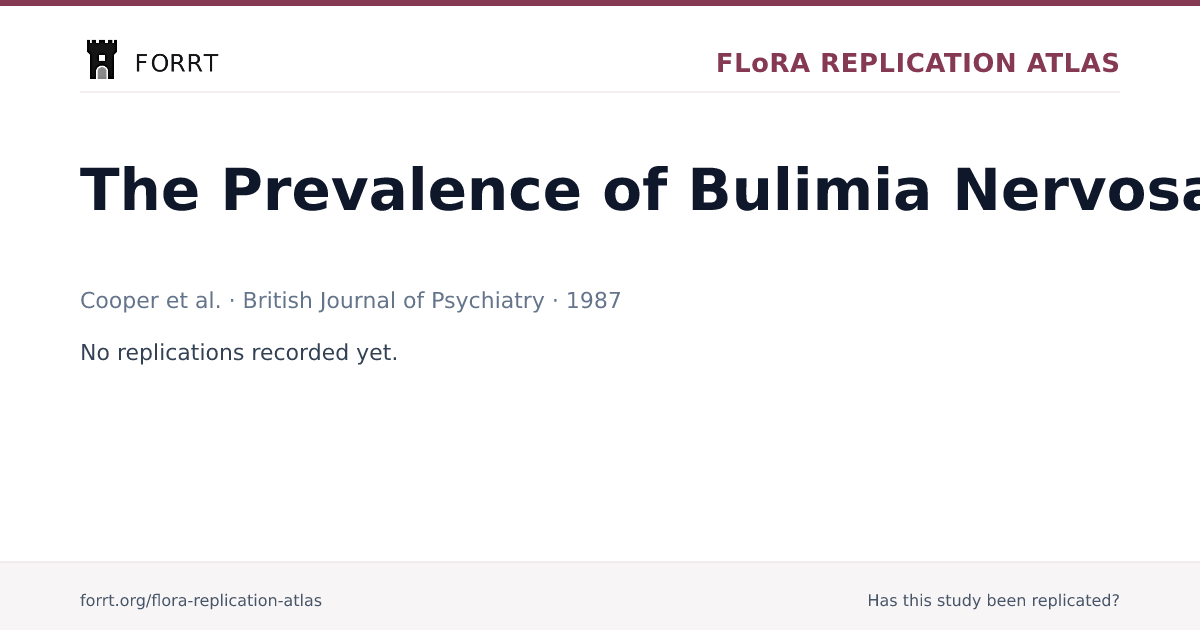 FORRT
FLoRA REPLICATION ATLAS
The Prevalence of Bulimia Nervosa
Cooper et al. · British Journal of Psychiatry · 1987
No replications recorded yet.
forrt.org/flora-replication-atlas
Has this study been replicated?